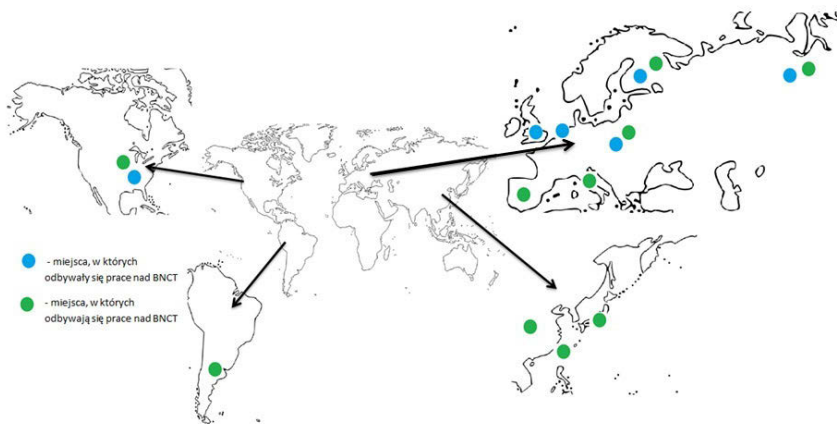 - miejsca, w których
odbywały się prace nad BNCT
- miejsca, w których
odbywają się prace nad BNCT